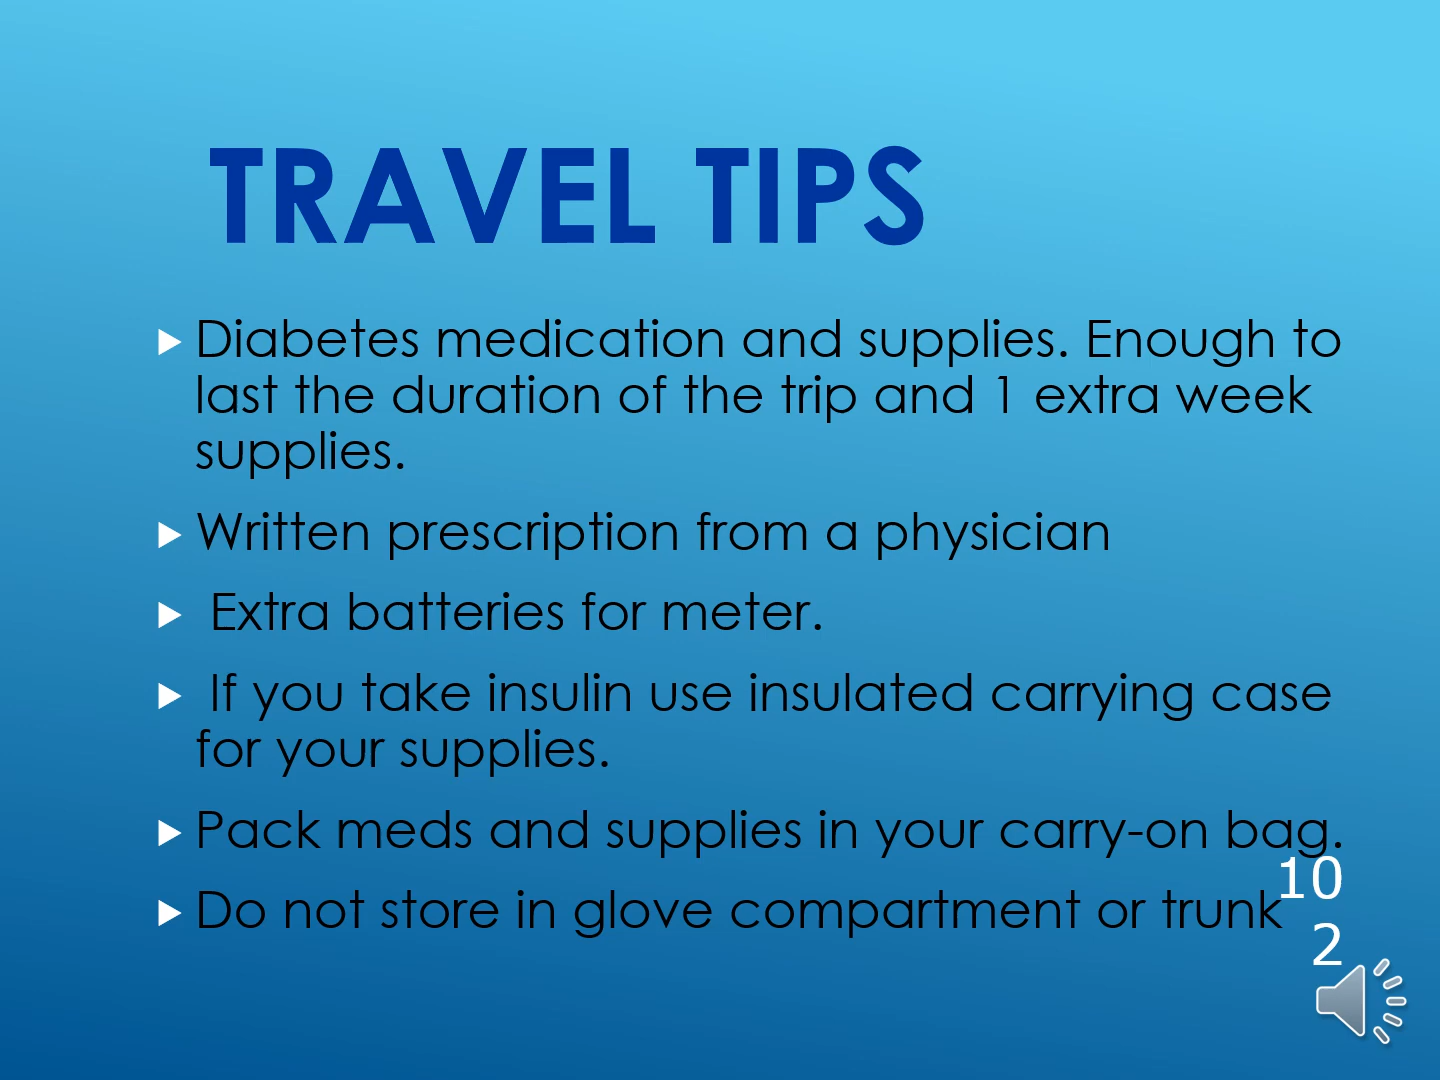 TRAVEL TIPS
Diabetes medication and supplies. Enough to
last the duration of the trip and 1 extra week
supplies.
Written prescription from a physician
Extra batteries for meter.
If you take insulin use insulated carrying case
for your supplies.
Pack meds and supplies in your carry-on bag.
Do not store in glove compartment or trunk
10
2